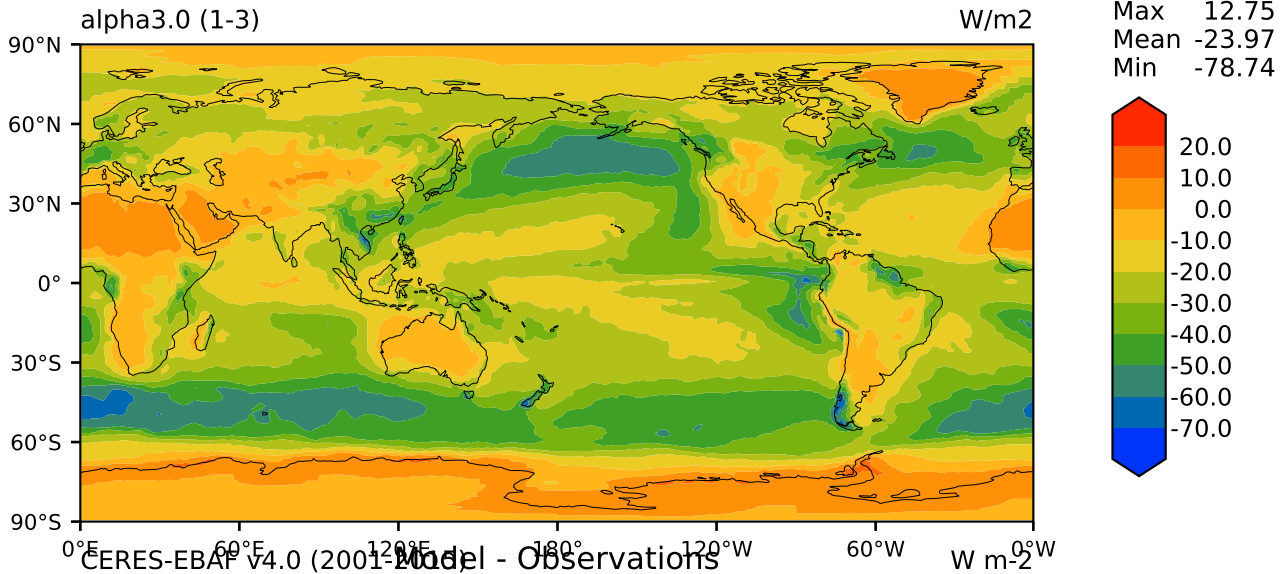 alpha3.0 (1-3) W/m2
Max 12.75
Mean -23.97
Min -78.74
90°N
60°N
30°N
0°
30°S
60°S
90°S
20.0
10.0
0.0
-10.0
-20.0
-30.0
-40.0
-50.0
-60.0
-70.0
0°E 60°E 120°E 180° 120°W 60°W 0°W
CERES-EBAF v4.0 (2001-2015) W m-2
Model - Observations